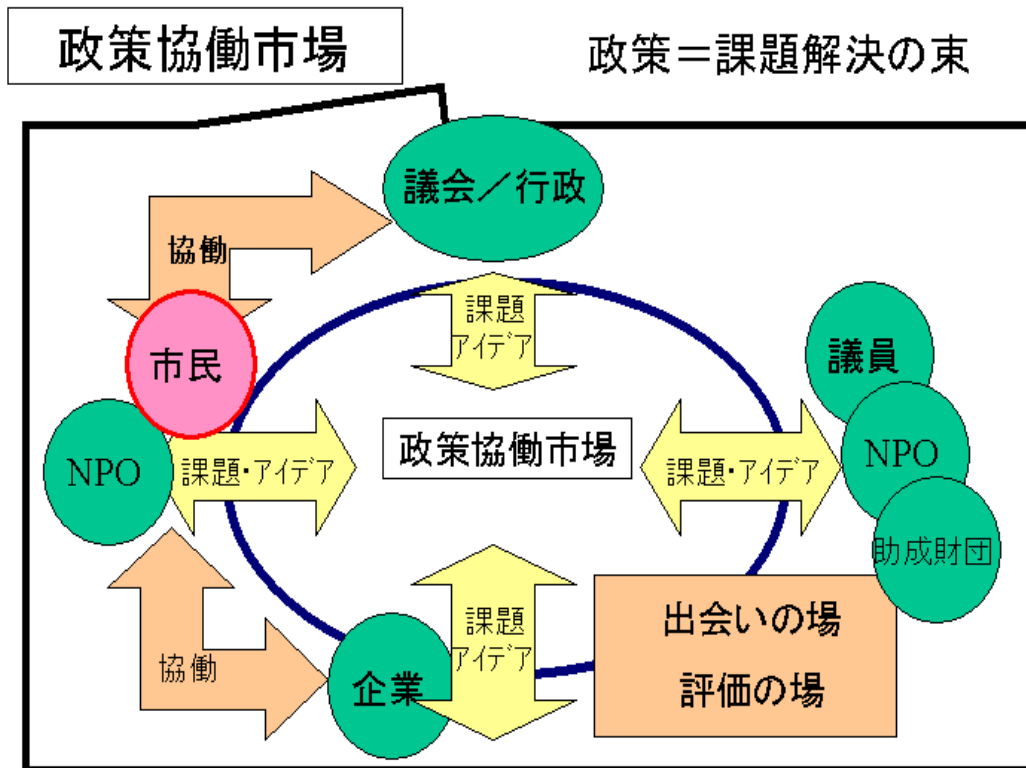 政策協働市場
政策＝課題解決の束
議会／行政
協働
課題
アイデア
市民
議員
政策協働市場
NPO
課題・アイデア
課題・アイデア
NPO
助成財団
課題
アイデア
出会いの場
協働
企業
評価の場